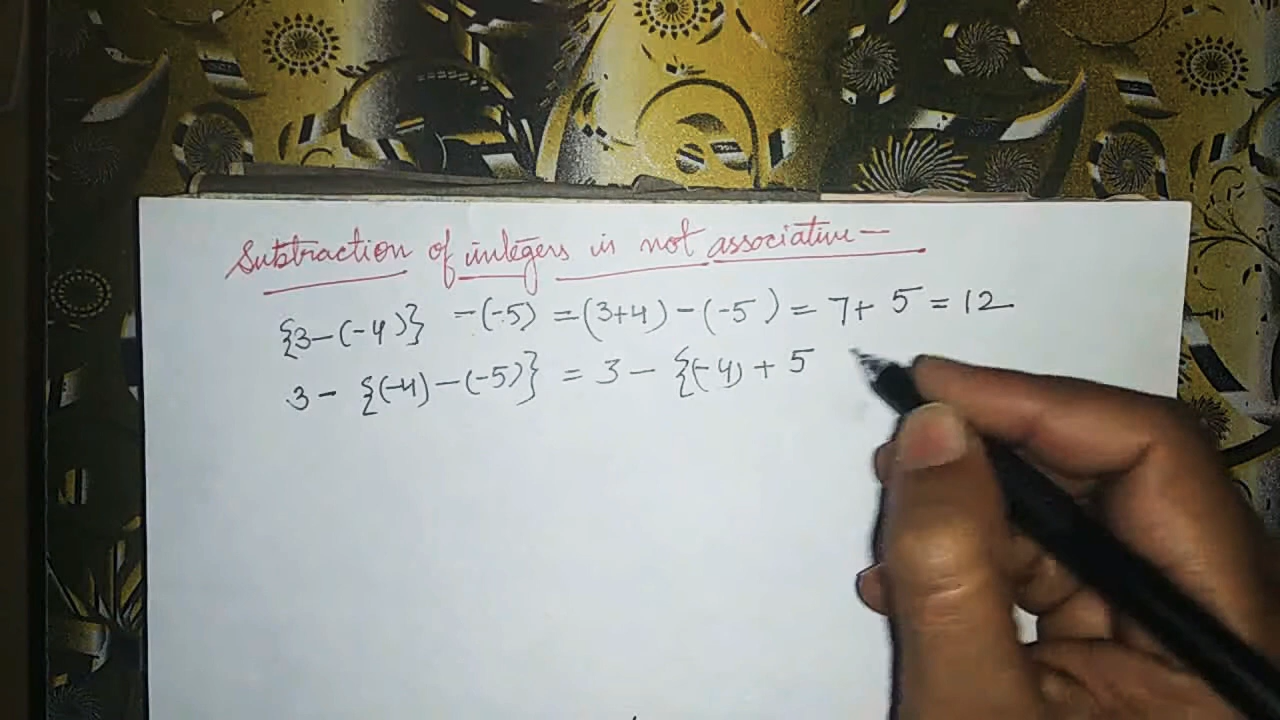 Subtraction of integers is not associative—
{3-(-4)} -(-5) =(3+4)-(-5) = 7+ 5 = 12
3- {(-4)-(-5)} = 3- {(-4) + 5